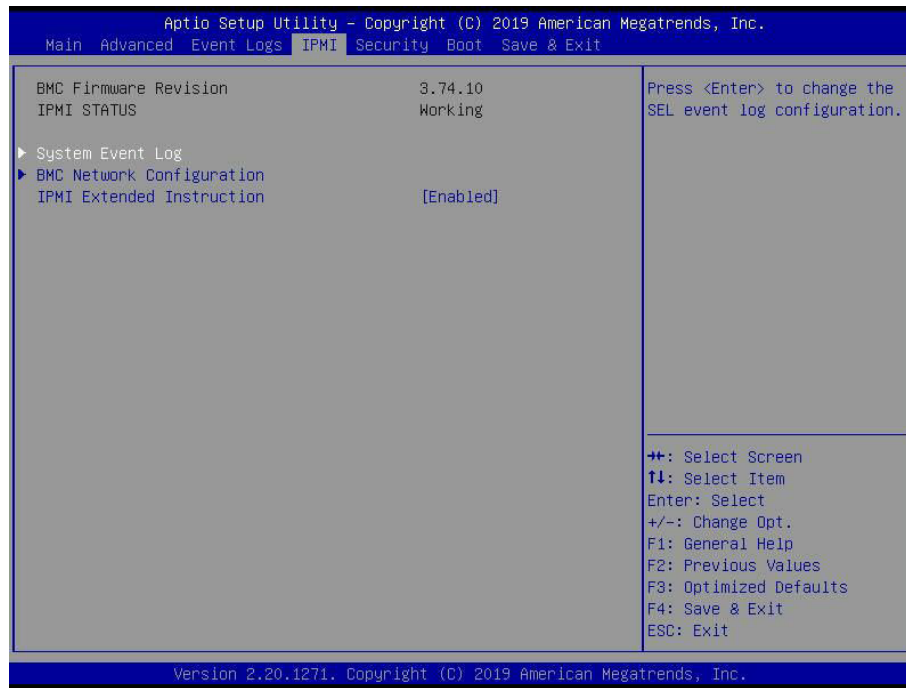 Aptio Setup Utility – Copyright (C) 2019 American Megatrends, Inc.
Main Advanced Event Logs IPMI Security Boot Save & Exit
BMC Firmware Revision 3.74.10
IPMI STATUS Working
System Event Log
BMC Network Configuration
IPMI Extended Instruction [Enabled]
Press <Enter> to change the
SEL event log configuration.
→←: Select Screen
↑↓: Select Item
Enter: Select
+/-: Change Opt.
F1: General Help
F2: Previous Values
F3: Optimized Defaults
F4: Save & Exit
ESC: Exit
Version 2.20.1271. Copyright (C) 2019 American Megatrends, Inc.